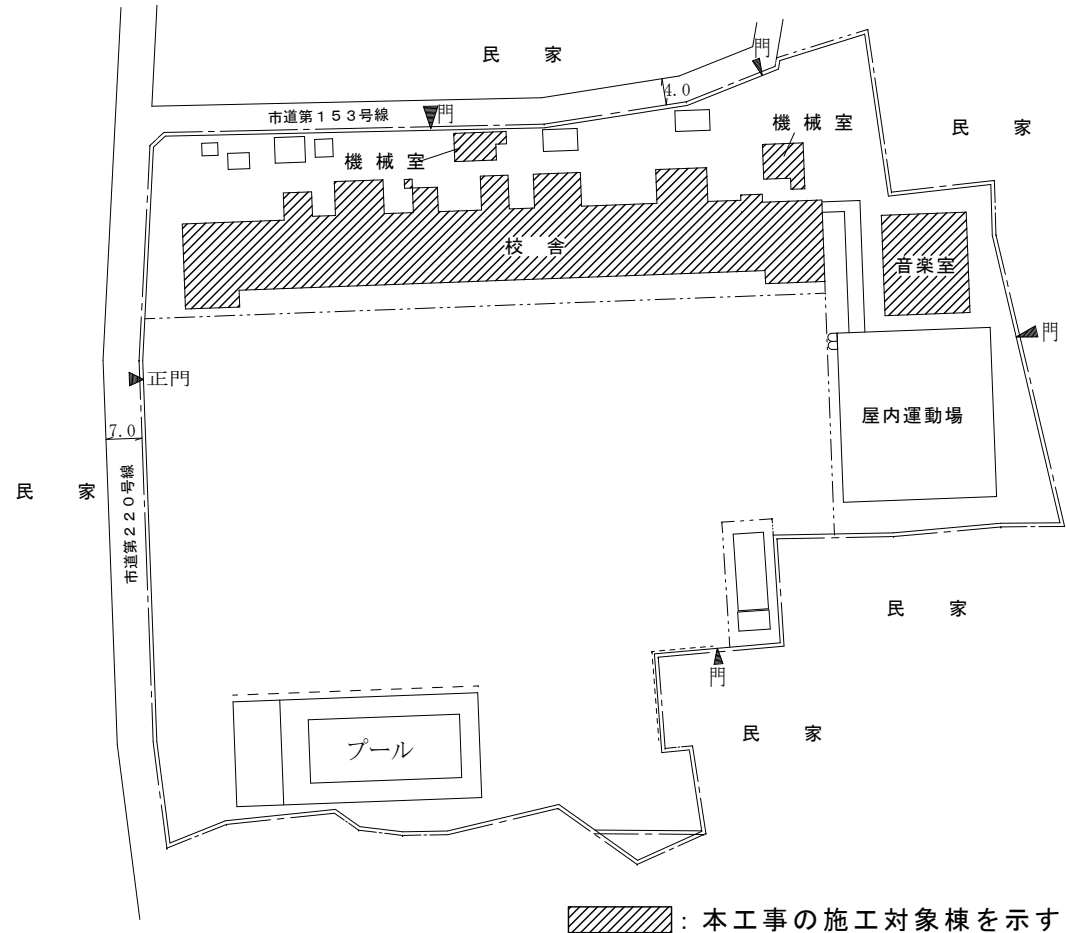 民　家
門
4.0
市道第１５３号線
門
機械室
機械室
民　家
校　舎
音楽室
門
正門
屋内運動場
7.0
市道第２２０号線
民　家
民　家
門
民　家
プール
：本工事の施工対象棟を示す